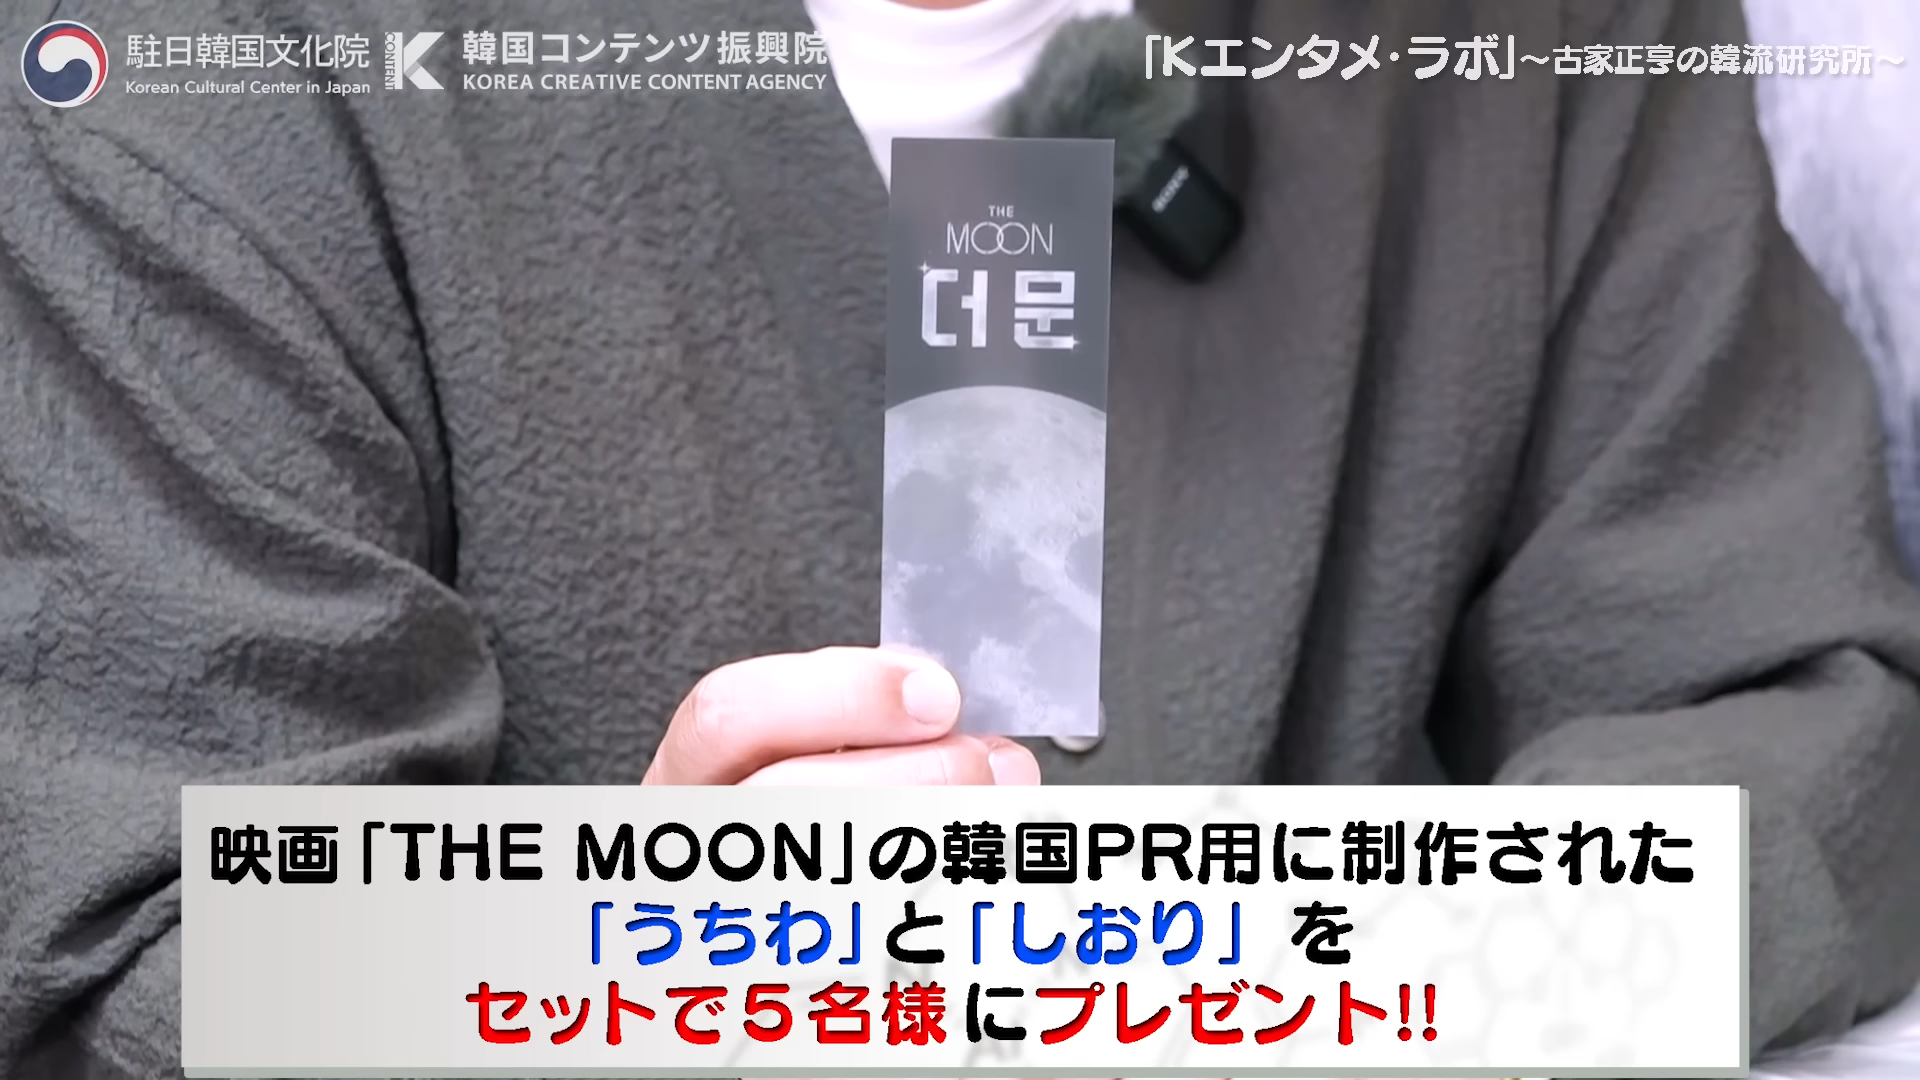 駐日韓国文化院
Korean Cultural Center in Japan
CONTENT
K
韓国コンテンツ振興院
KOREA CREATIVE CONTENT AGENCY
「Kエンタメ・ラボ」～古家正亨の韓流研究所～
THE
MOON
더 문
映画「THE MOON」の韓国PR用に制作された
「うちわ」と「しおり」を
セットで5名様にプレゼント!!